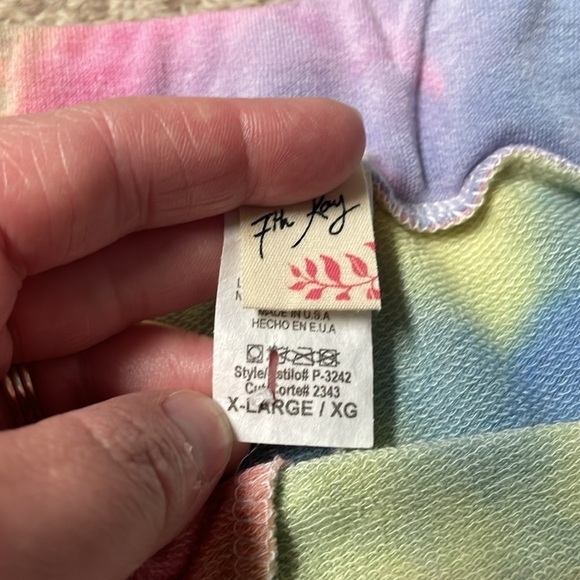 7th Ray
MADE IN U.S.A
HECHO EN E.U.A
Style/Estilo# P-3242
Cut/Corte# 2343
X-LARGE / XG